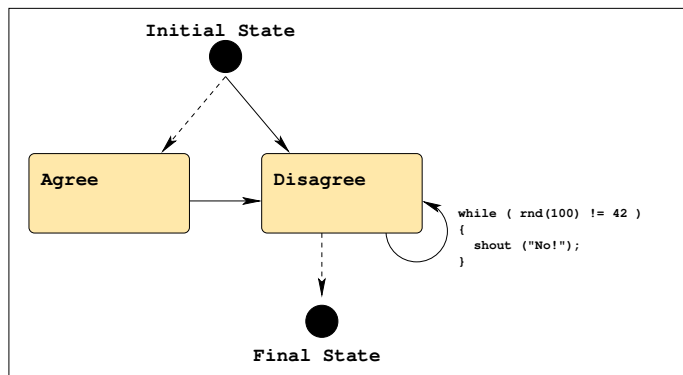 Initial State
Agree
Disagree
while ( rnd(100) != 42 )
{
  shout ("No!");
}
Final State